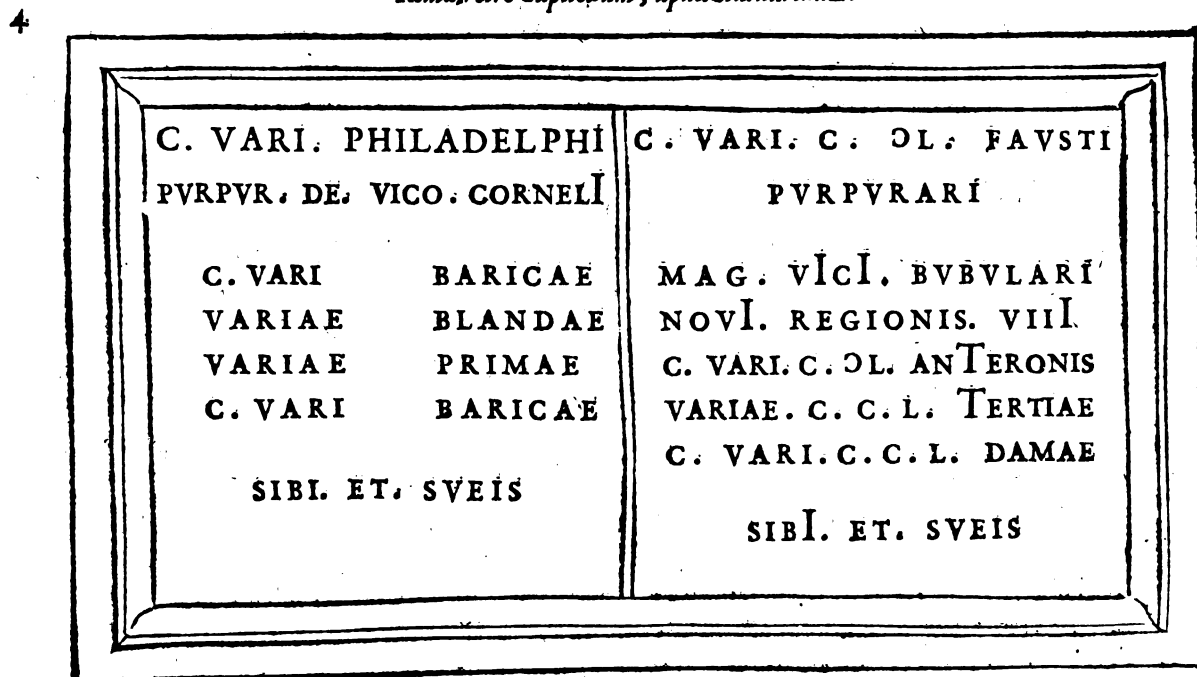 4.
C. VARI. PHILADELPHI
PVRPVR. DE. VICO. CORNELI
C. VARI BARICAE
VARIAE BLANDAE
VARIAE PRIMAE
C. VARI BARICAE
SIBI. ET. SVEIS
C. VARI. C. ƆL. FAVSTI
PVRPVRARI
MAG. VICI. BVBVLARI
NOVI. REGIONIS. VIII
C. VARI. C. ƆL. ANTERONIS
VARIAE. C. C. L. TERTIAE
C. VARI. C. C. L. DAMAE
SIBI. ET. SVEIS